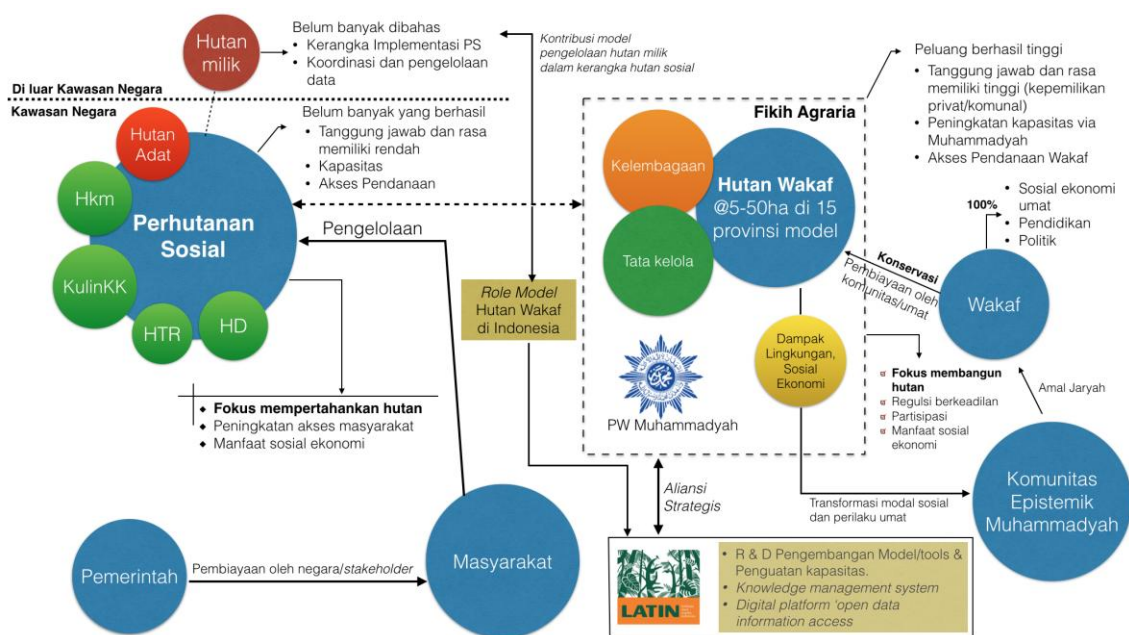 Hutan
milik
Belum banyak dibahas
• Kerangka Implementasi PS
• Koordinasi dan pengelolaan
data
Kontribusi model
pengelolaan hutan milik
dalam kerangka hutan sosial
Di luar Kawasan Negara
Kawasan Negara
Belum banyak yang berhasil
• Tanggung jawab dan rasa
memiliki rendah
• Kapasitas
• Akses Pendanaan
Hutan
Adat
Hkm
KulinKK
HTR
HD
Perhutanan
Sosial
Pengelolaan
Fokus mempertahankan hutan
Peningkatan akses masyarakat
Manfaat sosial ekonomi
Role Model
Hutan Wakaf
di Indonesia
Pemerintah
Pembiayaan oleh negara/stakeholder
Masyarakat
Fikih Agraria
Kelembagaan
Tata kelola
Hutan Wakaf
@5-50ha di 15
provinsi model
Dampak
Lingkungan,
Sosial
Ekonomi
PW Muhammadyah
Peluang berhasil tinggi
• Tanggung jawab dan rasa
memiliki tinggi (kepemilikan
privat/komunal)
• Peningkatan kapasitas via
Muhammadyah
• Akses Pendanaan Wakaf
100%
• Sosial ekonomi
umat
• Pendidikan
• Politik
Konservasi
Pembiayaan oleh
komunitas/umat
Wakaf
Fokus membangun
hutan
Regulsi berkeadilan
Partisipasi
Manfaat sosial
ekonomi
Amal Jaryah
Komunitas
Epistemik
Muhammadyah
Transformasi modal sosial
dan perilaku umat
Aliansi
Strategis
LATIN
• R & D Pengembangan Model/tools &
Penguatan kapasitas.
• Knowledge management system
• Digital platform 'open data
information access